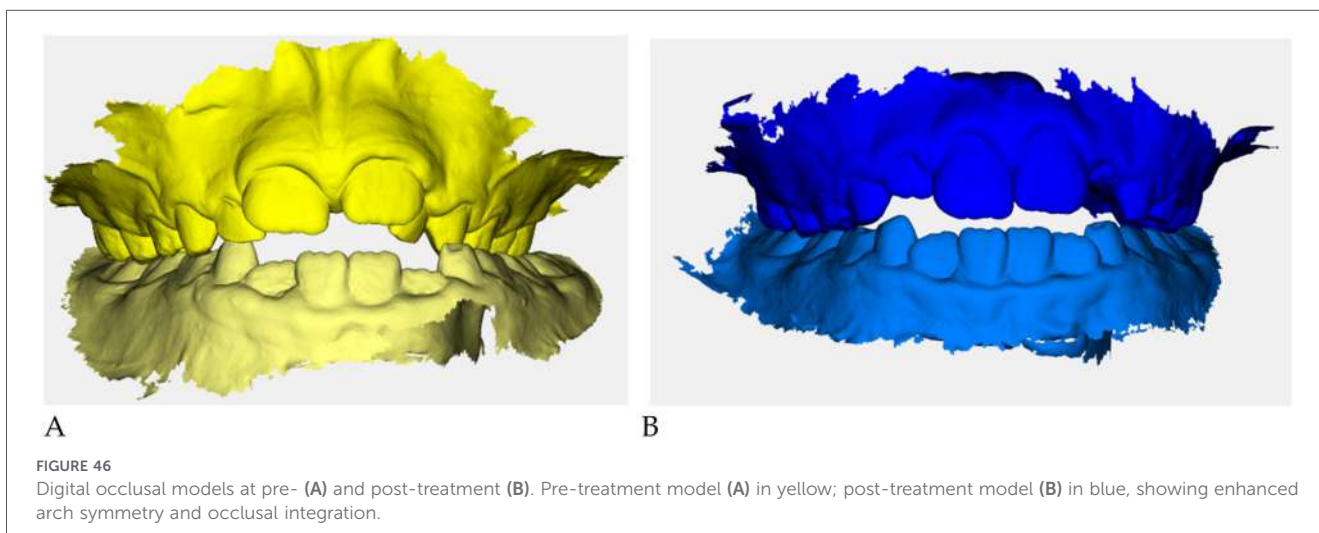 A
B
FIGURE 46
Digital occlusal models at pre- (A) and post-treatment (B). Pre-treatment model (A) in yellow; post-treatment model (B) in blue, showing enhanced
arch symmetry and occlusal integration.